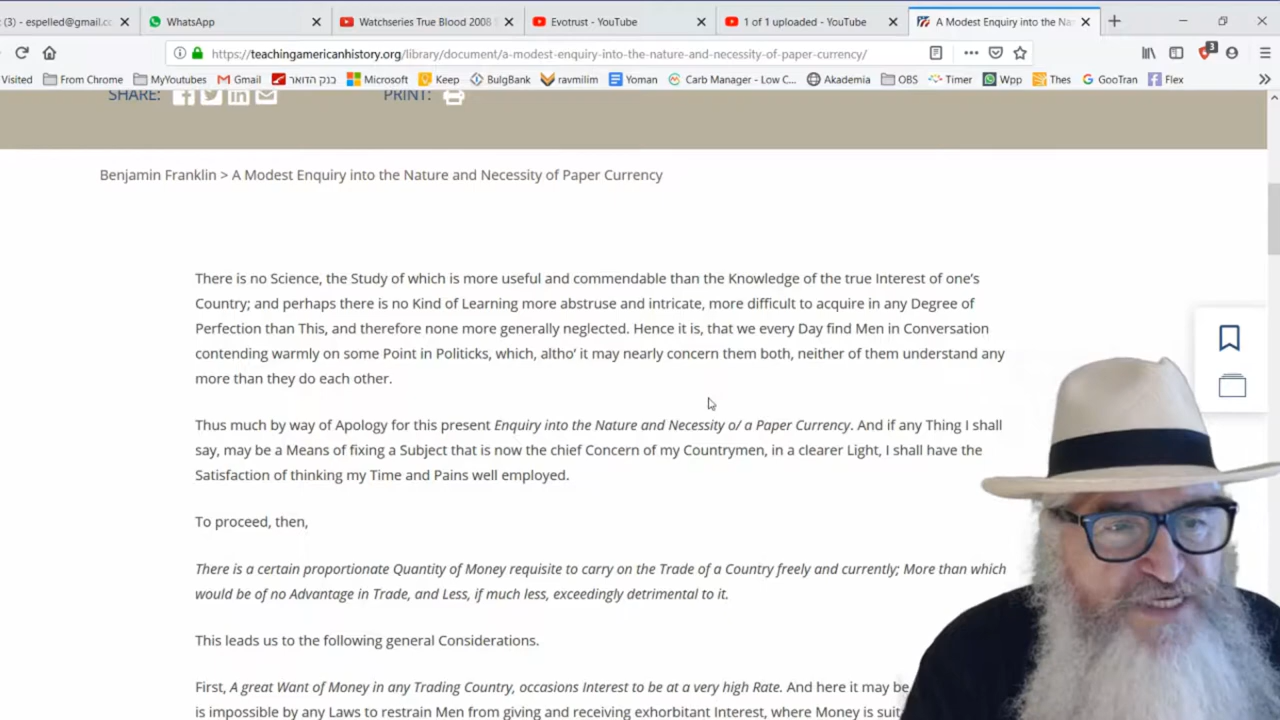 (3) - espelled@gmail.c
WhatsApp
Watchseries True Blood 2008 S
Evotrust - YouTube
1 of 1 uploaded - YouTube
A Modest Enquiry into the Na
https://teachingamericanhistory.org/library/document/a-modest-enquiry-into-the-nature-and-necessity-of-paper-currency/
3
Visited From Chrome MyYoutubes Gmail בנק הדואר Microsoft Keep BulgBank ravmilim Yoman Carb Manager - Low C... Akademia OBS Timer Wpp Thes GooTran Flex
SHARE: PRINT:
Benjamin Franklin > A Modest Enquiry into the Nature and Necessity of Paper Currency
There is no Science, the Study of which is more useful and commendable than the Knowledge of the true Interest of one's
Country; and perhaps there is no Kind of Learning more abstruse and intricate, more difficult to acquire in any Degree of
Perfection than This, and therefore none more generally neglected. Hence it is, that we every Day find Men in Conversation
contending warmly on some Point in Politicks, which, altho' it may nearly concern them both, neither of them understand any
more than they do each other.
Thus much by way of Apology for this present Enquiry into the Nature and Necessity o/ a Paper Currency. And if any Thing I shall
say, may be a Means of fixing a Subject that is now the chief Concern of my Countrymen, in a clearer Light, I shall have the
Satisfaction of thinking my Time and Pains well employed.
To proceed, then,
There is a certain proportionate Quantity of Money requisite to carry on the Trade of a Country freely and currently; More than which
would be of no Advantage in Trade, and Less, if much less, exceedingly detrimental to it.
This leads us to the following general Considerations.
First, A great Want of Money in any Trading Country, occasions Interest to be at a very high Rate. And here it may be
is impossible by any Laws to restrain Men from giving and receiving exhorbitant Interest, where Money is suit